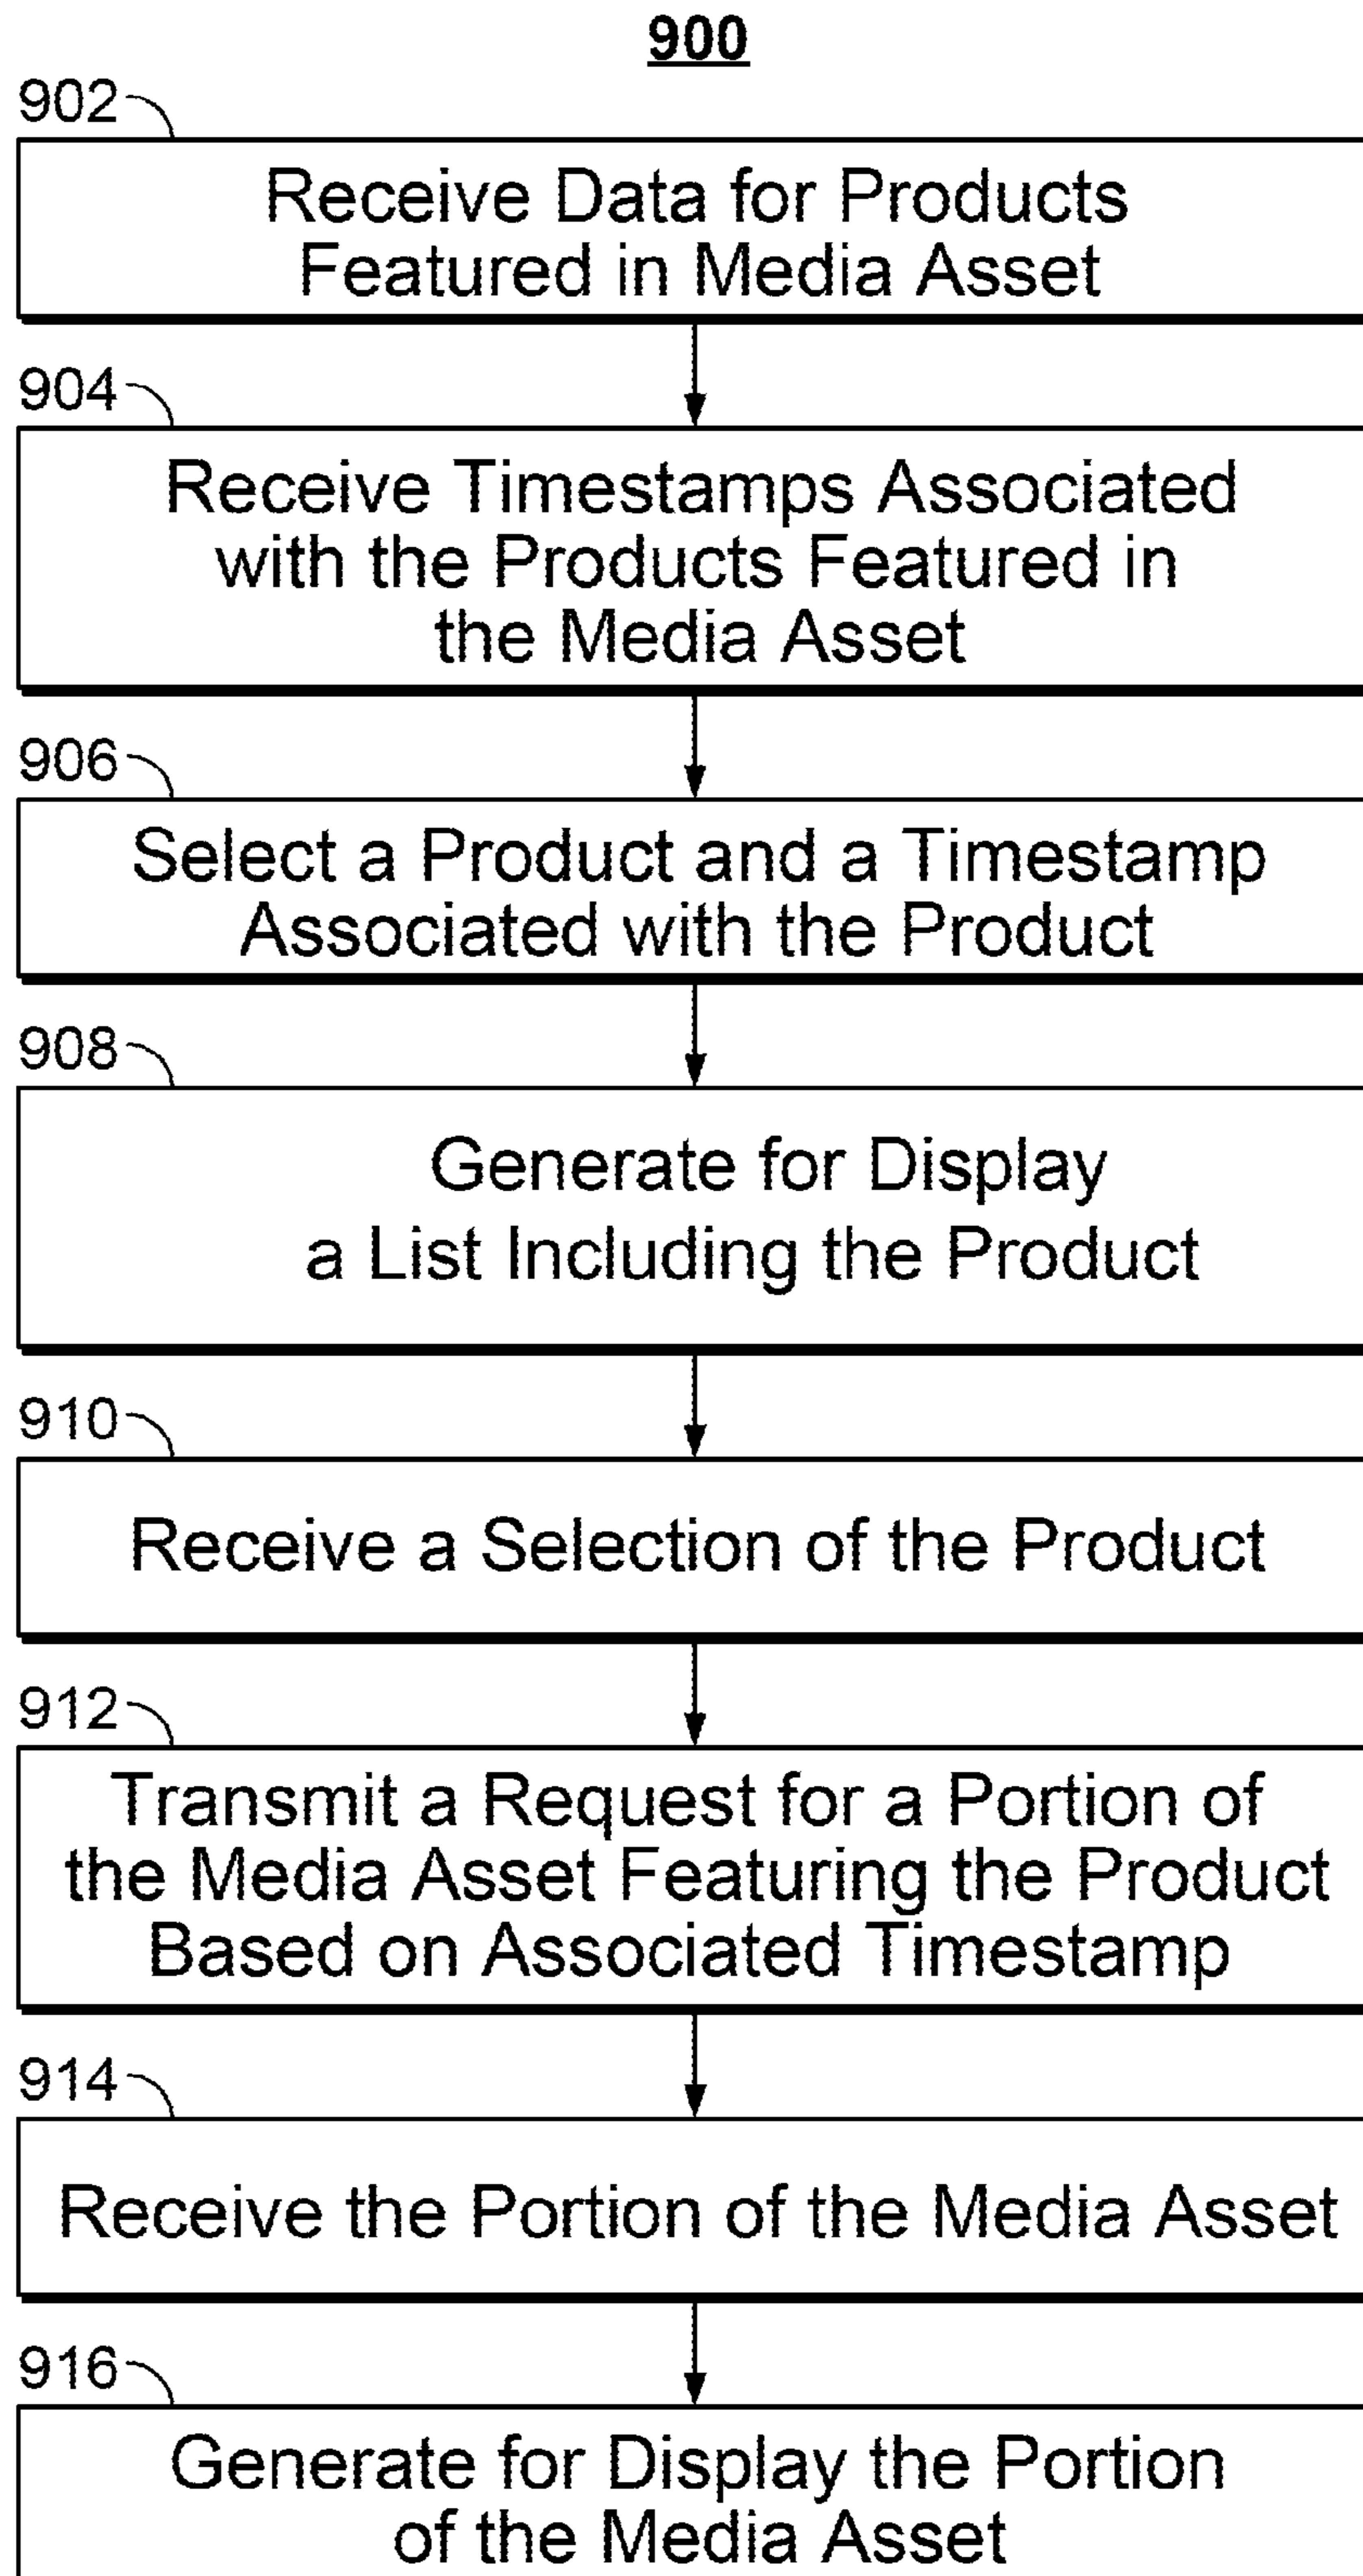 900
902
Receive Data for Products
Featured in Media Asset
904
Receive Timestamps Associated
with the Products Featured in
the Media Asset
906
Select a Product and a Timestamp
Associated with the Product
908
Generate for Display
a List Including the Product
910
Receive a Selection of the Product
912
Transmit a Request for a Portion of
the Media Asset Featuring the Product
Based on Associated Timestamp
914
Receive the Portion of the Media Asset
916
Generate for Display the Portion
of the Media Asset